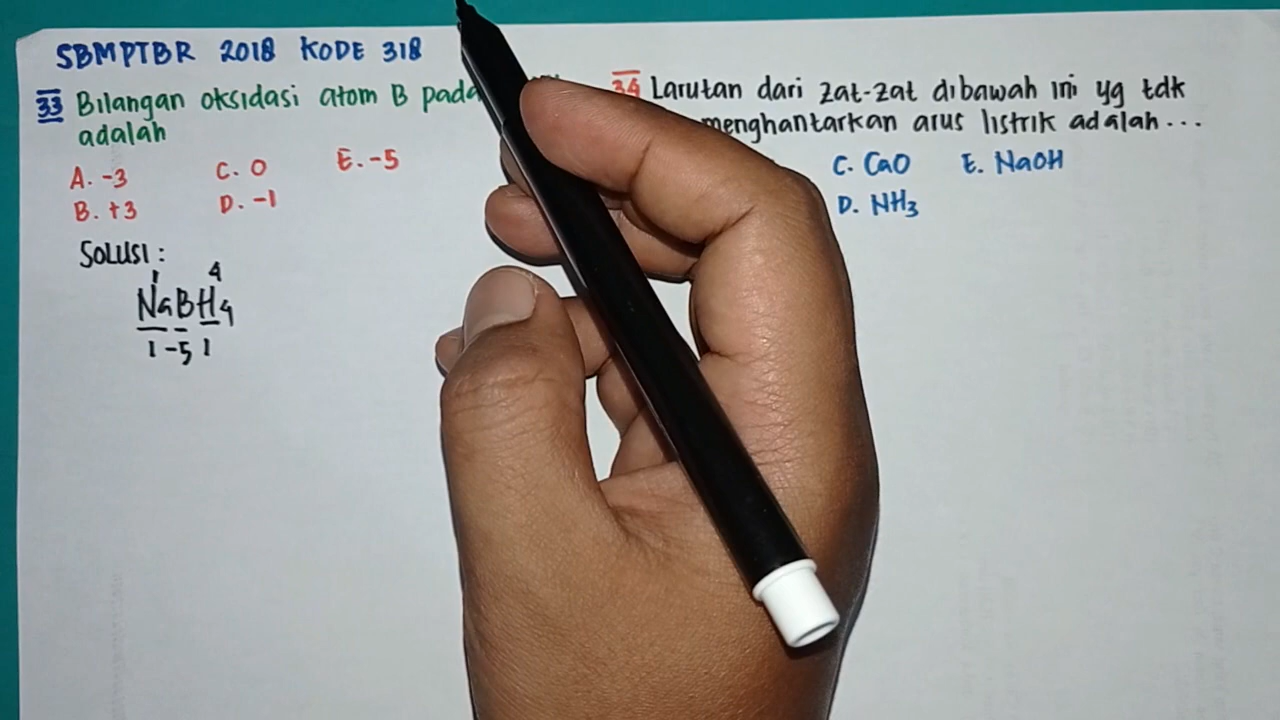 SBMPTBR 2018 KODE 318
33 Bilangan oksidasi atom B pada
adalah
A. -3
C. 0
E. -5
B. +3
D. -1
SOLUSI :
1 4
NaBH4
1 -5 1
34 Larutan dari zat-zat dibawah ini yg tdk
menghantarkan arus listrik adalah...
C. CaO
E. NaOH
D. NH3